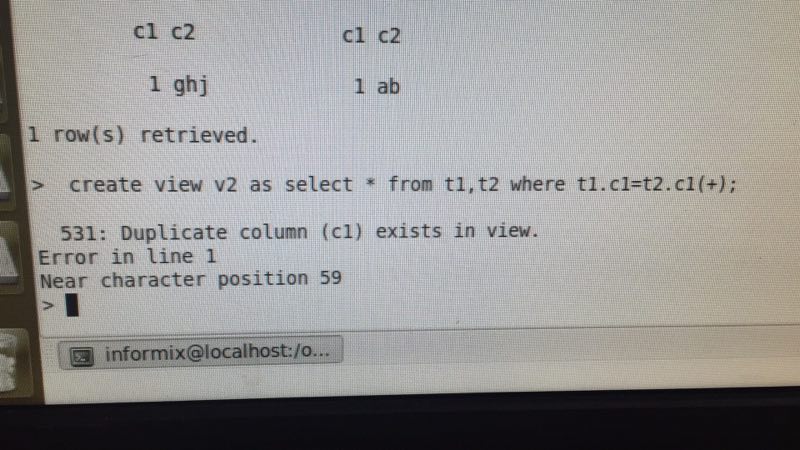 c1 c2 c1 c2
1 ghj 1 ab
1 row(s) retrieved.
> create view v2 as select * from t1,t2 where t1.c1=t2.c1(+);
531: Duplicate column (c1) exists in view.
Error in line 1
Near character position 59
>
informix@localhost:/o...